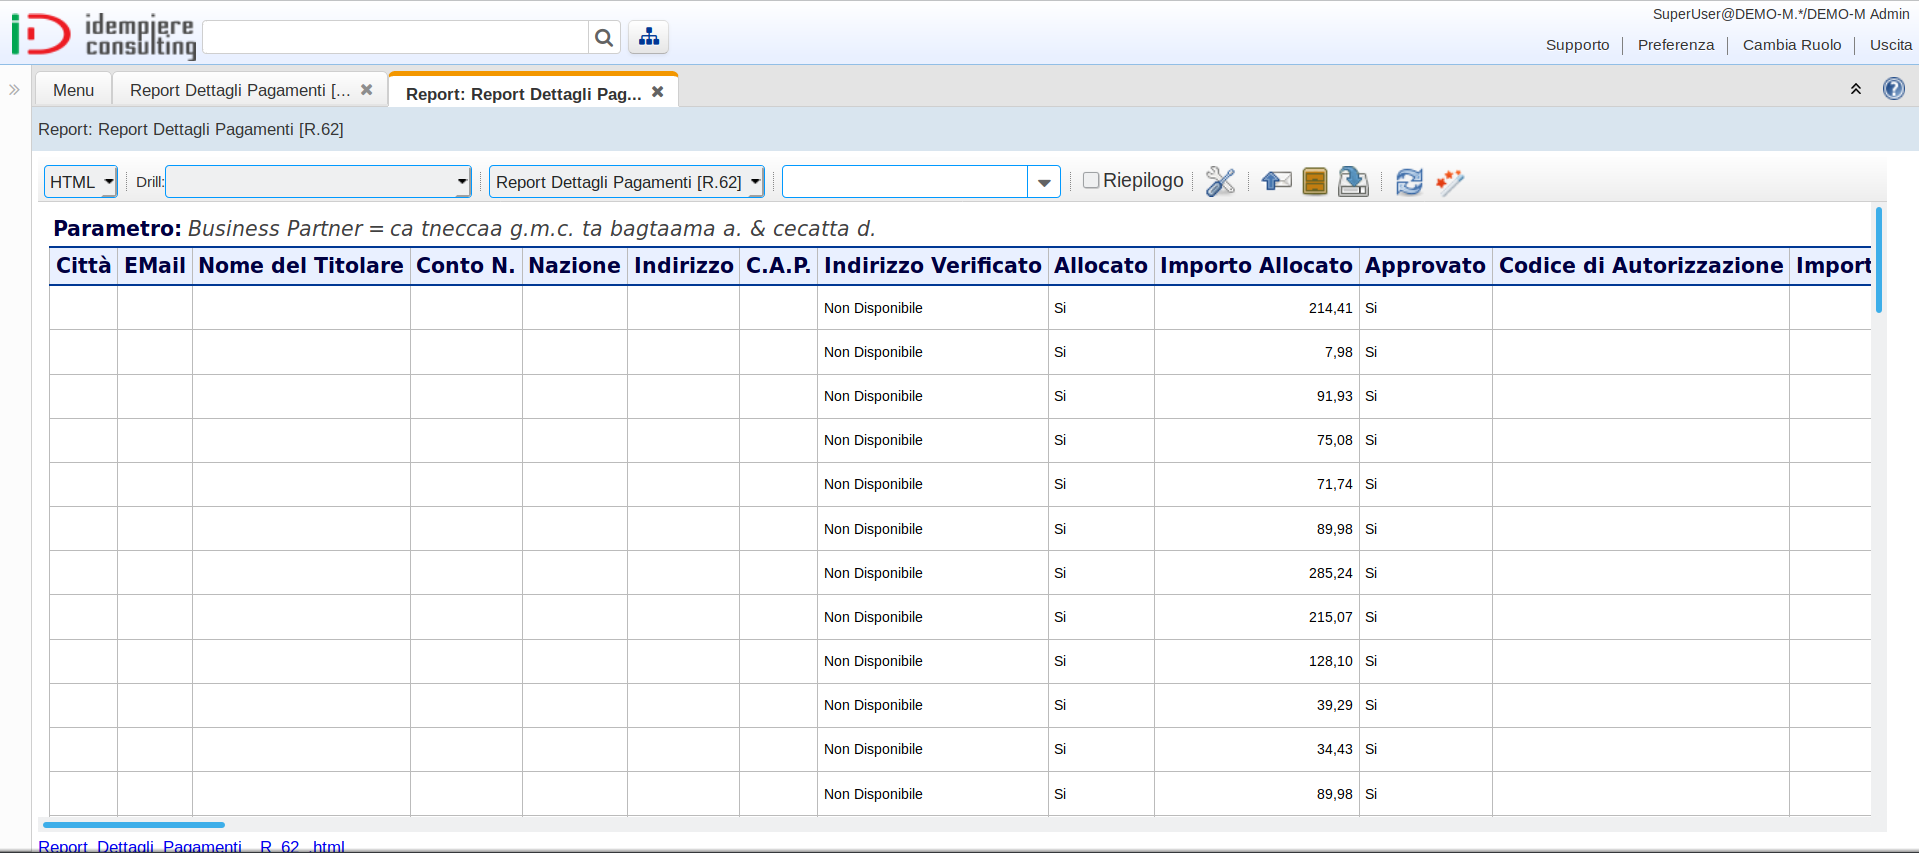 SuperUser@DEMO-M.*/DEMO-M Admin
idempiere
consulting
Supporto Preferenza Cambia Ruolo Uscita
Menu Report Dettagli Pagamenti [... Report: Report Dettagli Pag...
Report: Report Dettagli Pagamenti [R.62]
HTML Drill: Report Dettagli Pagamenti [R.62] Riepilogo
Parametro: Business Partner = ca tneccaa g.m.c. ta bagtaama a. & cecatta d.
Città EMail Nome del Titolare Conto N. Nazione Indirizzo C.A.P. Indirizzo Verificato Allocato Importo Allocato Approvato Codice di Autorizzazione Import
Non Disponibile Si 214,41 Si
Non Disponibile Si 7,98 Si
Non Disponibile Si 91,93 Si
Non Disponibile Si 75,08 Si
Non Disponibile Si 71,74 Si
Non Disponibile Si 89,98 Si
Non Disponibile Si 285,24 Si
Non Disponibile Si 215,07 Si
Non Disponibile Si 128,10 Si
Non Disponibile Si 39,29 Si
Non Disponibile Si 34,43 Si
Non Disponibile Si 89,98 Si
Report_Dettagli_Pagamenti__R_62_.html